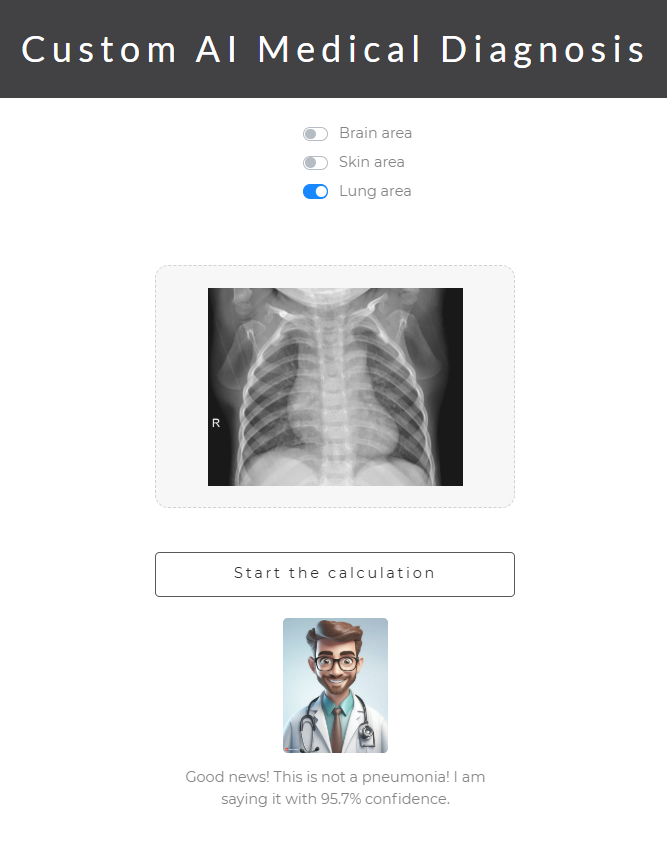 Custom AI Medical Diagnosis
Brain area
Skin area
Lung area
R
Start the calculation
Good news! This is not a pneumonia! I am
saying it with 95.7% confidence.